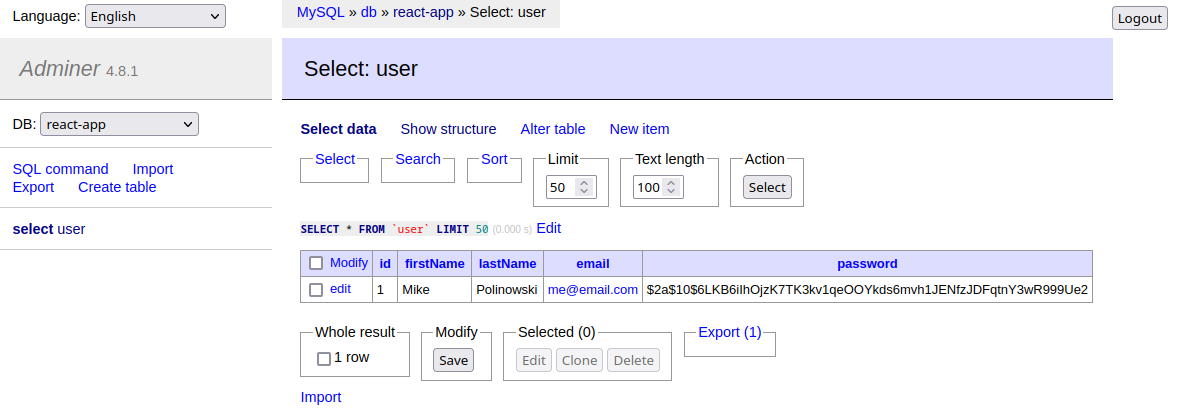 Language: English
MySQL » db » react-app » Select: user
Logout
Adminer 4.8.1
Select: user
DB: react-app
Select data Show structure Alter table New item
SQL command Import
Export Create table
Select Search Sort Limit Text length Action
50 100 Select
select user
SELECT * FROM `user` LIMIT 50 (0.000 s) Edit
Modify id firstName lastName email password
edit 1 Mike Polinowski me@email.com $2a$10$6LKB6iIhOjzK7TK3kv1qeOOYkds6mvh1JENfzJDFqtnY3wR999Ue2
Whole result Modify Selected (0) Export (1)
1 row Save Edit Clone Delete
Import